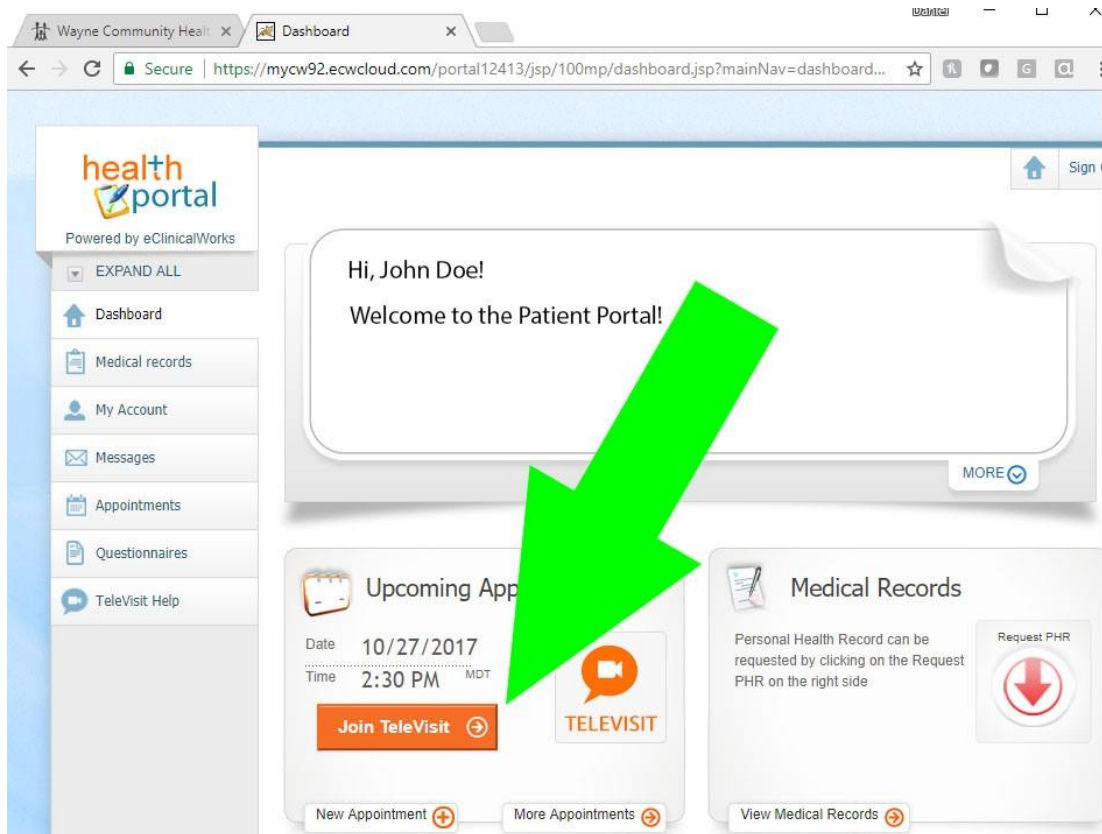 Wayne Community Healt
Dashboard
Secure | https://mycw92.ecwcloud.com/portal12413/jsp/100mp/dashboard.jsp?mainNav=dashboard...
health
portal
Powered by eClinicalWorks
Sign
EXPAND ALL
Dashboard
Medical records
My Account
Messages
Appointments
Questionnaires
TeleVisit Help
Hi, John Doe!
Welcome to the Patient Portal!
MORE
Upcoming App
Date 10/27/2017
Time 2:30 PM MDT
Join TeleVisit
TELEVISIT
New Appointment
More Appointments
Medical Records
Personal Health Record can be
requested by clicking on the Request
PHR on the right side
Request PHR
View Medical Records